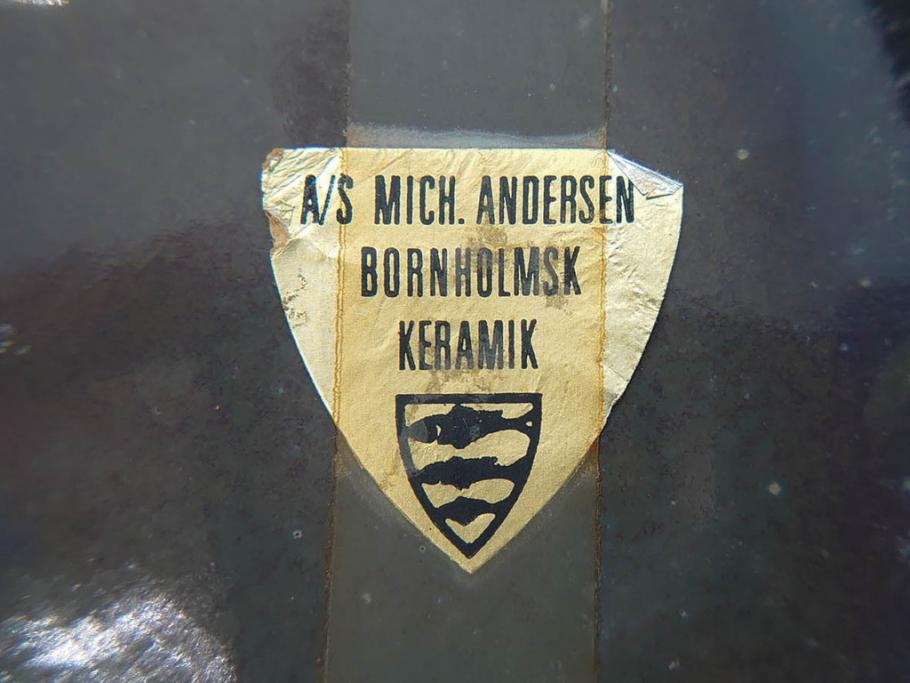 A/S MICH. ANDERSEN
BORNHOLMSK
KERAMIK